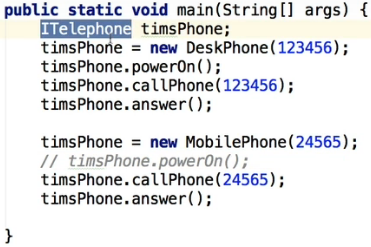 public static void main(String[] args) {
    ITelephone timsPhone;
    timsPhone = new DeskPhone(123456);
    timsPhone.powerOn();
    timsPhone.callPhone(123456);
    timsPhone.answer();

    timsPhone = new MobilePhone(24565);
    // timsPhone.powerOn();
    timsPhone.callPhone(24565);
    timsPhone.answer();

}